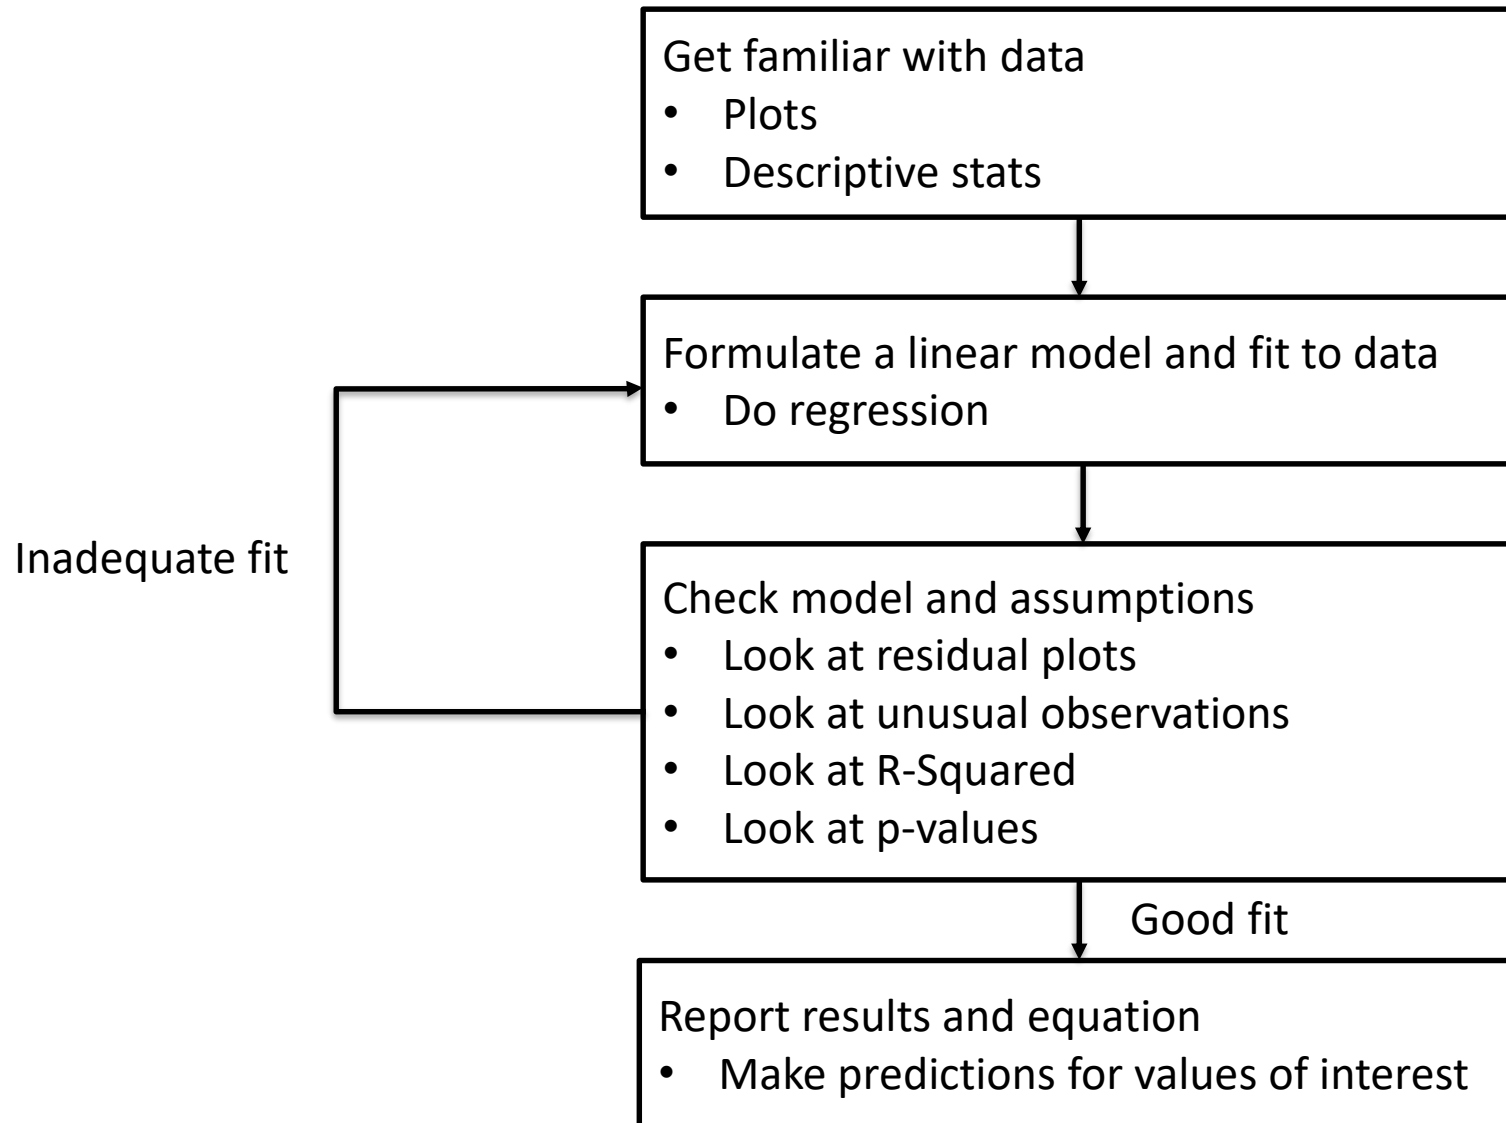 Get familiar with data
• Plots
• Descriptive stats
Formulate a linear model and fit to data
• Do regression
Inadequate fit
Check model and assumptions
• Look at residual plots
• Look at unusual observations
• Look at R-Squared
• Look at p-values
Good fit
Report results and equation
• Make predictions for values of interest